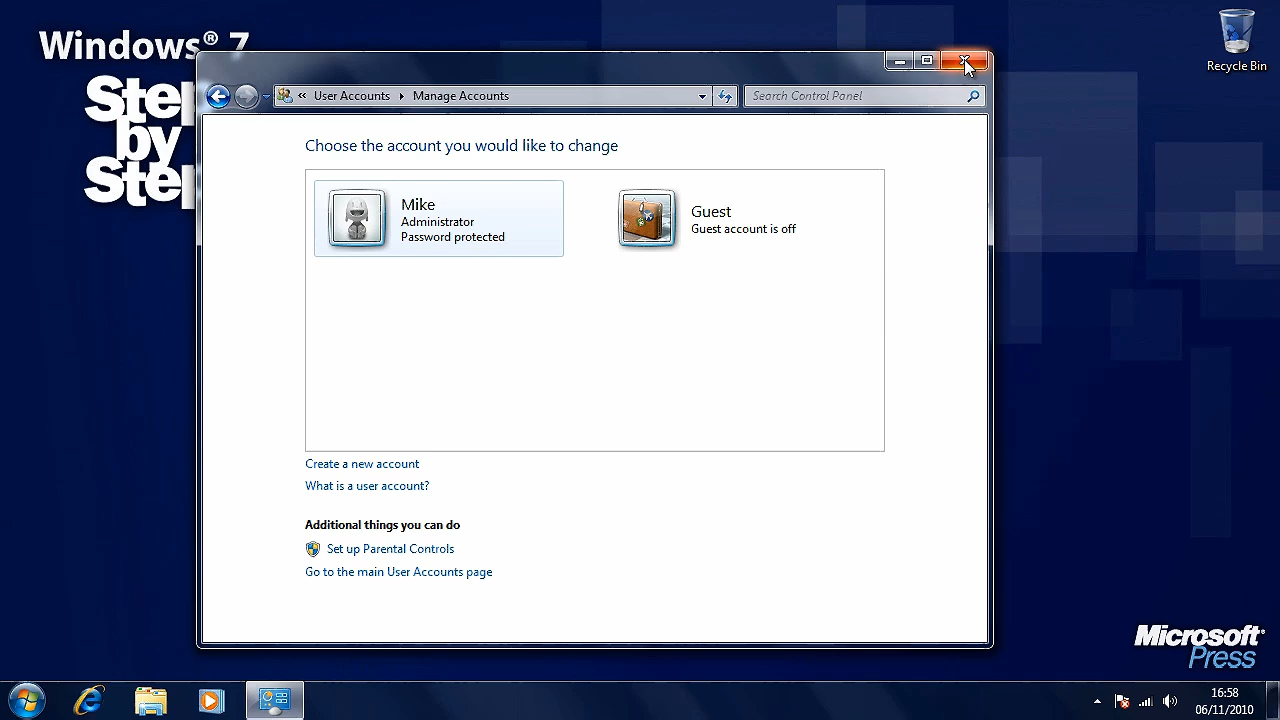 Windows® 7
Step
by
Step
Recycle Bin
« User Accounts Manage Accounts
Search Control Panel
Choose the account you would like to change
Mike
Administrator
Password protected
Guest
Guest account is off
Create a new account
What is a user account?
Additional things you can do
Set up Parental Controls
Go to the main User Accounts page
Microsoft®
Press
16:58
06/11/2010